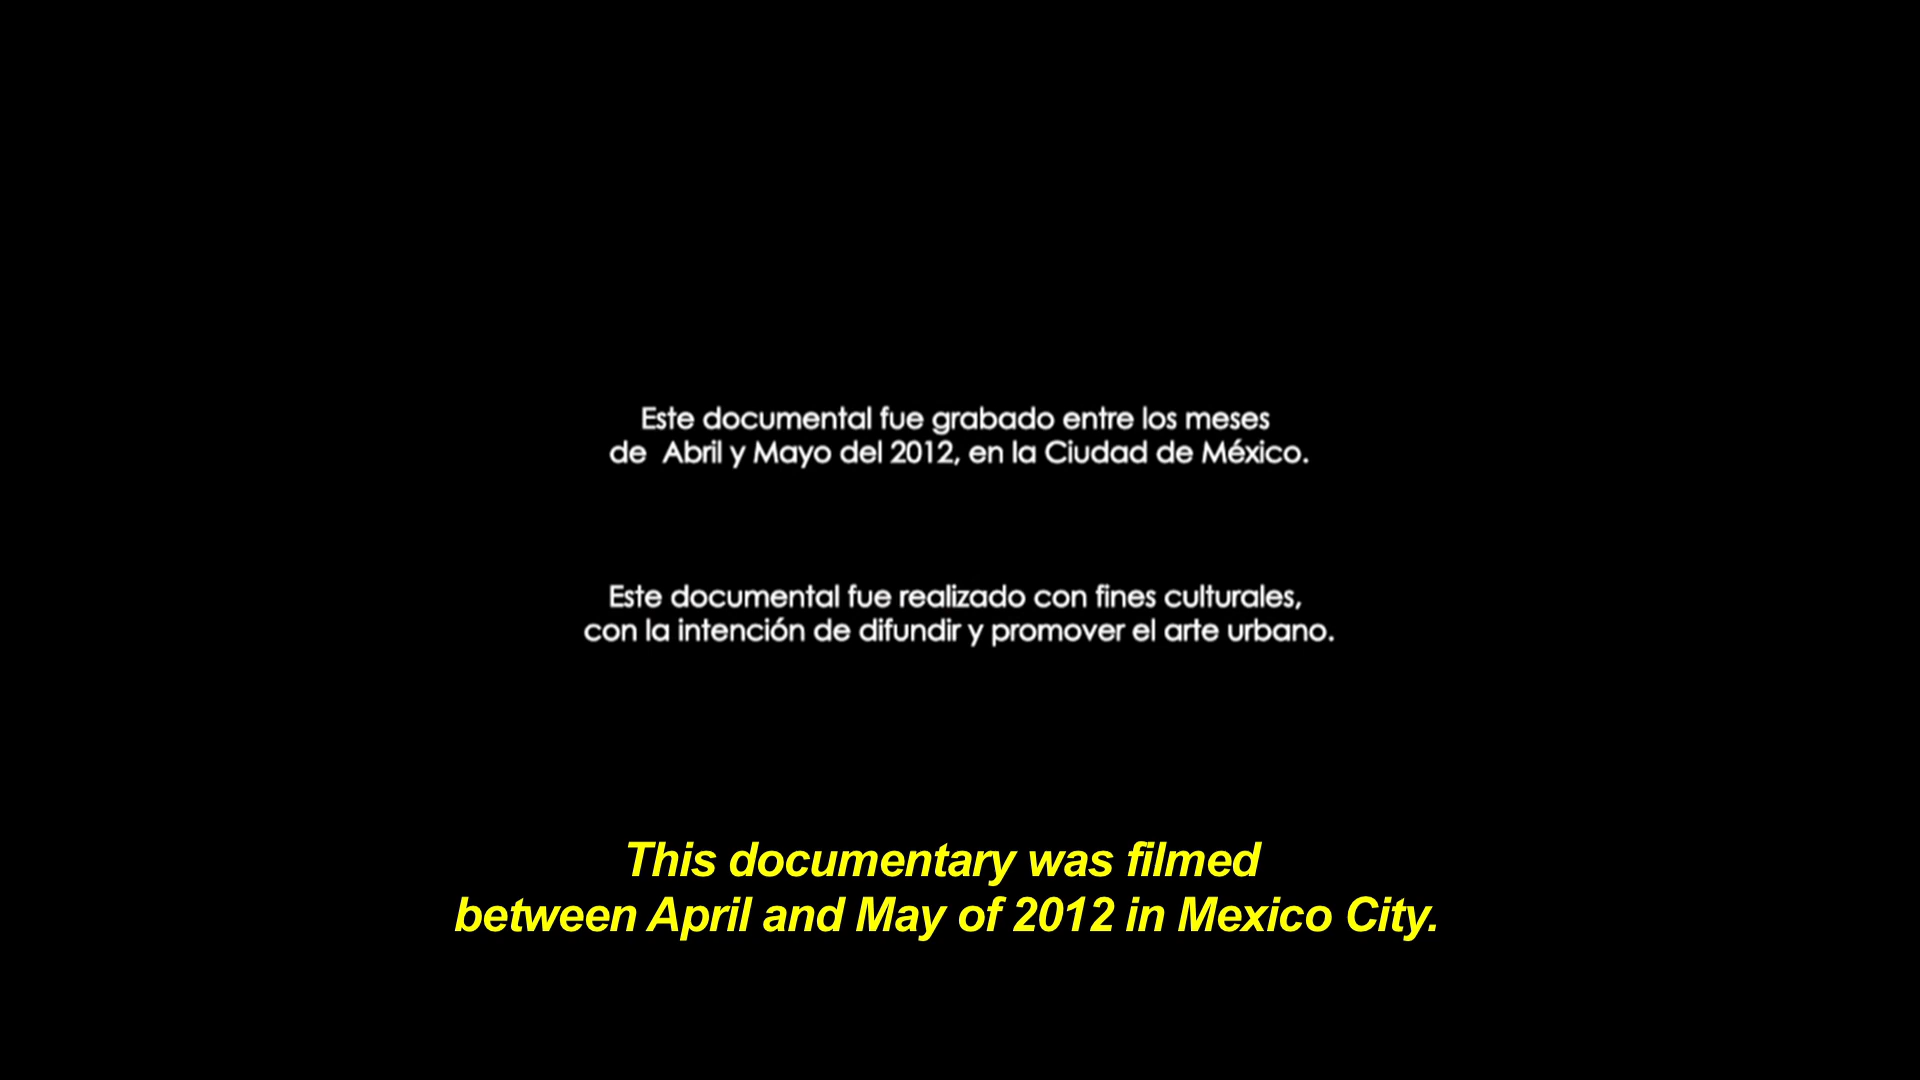 Este documental fue grabado entre los meses
de  Abril y Mayo del 2012, en la Ciudad de México.
Este documental fue realizado con fines culturales,
con la intención de difundir y promover el arte urbano.
This documentary was filmed
between April and May of 2012 in Mexico City.